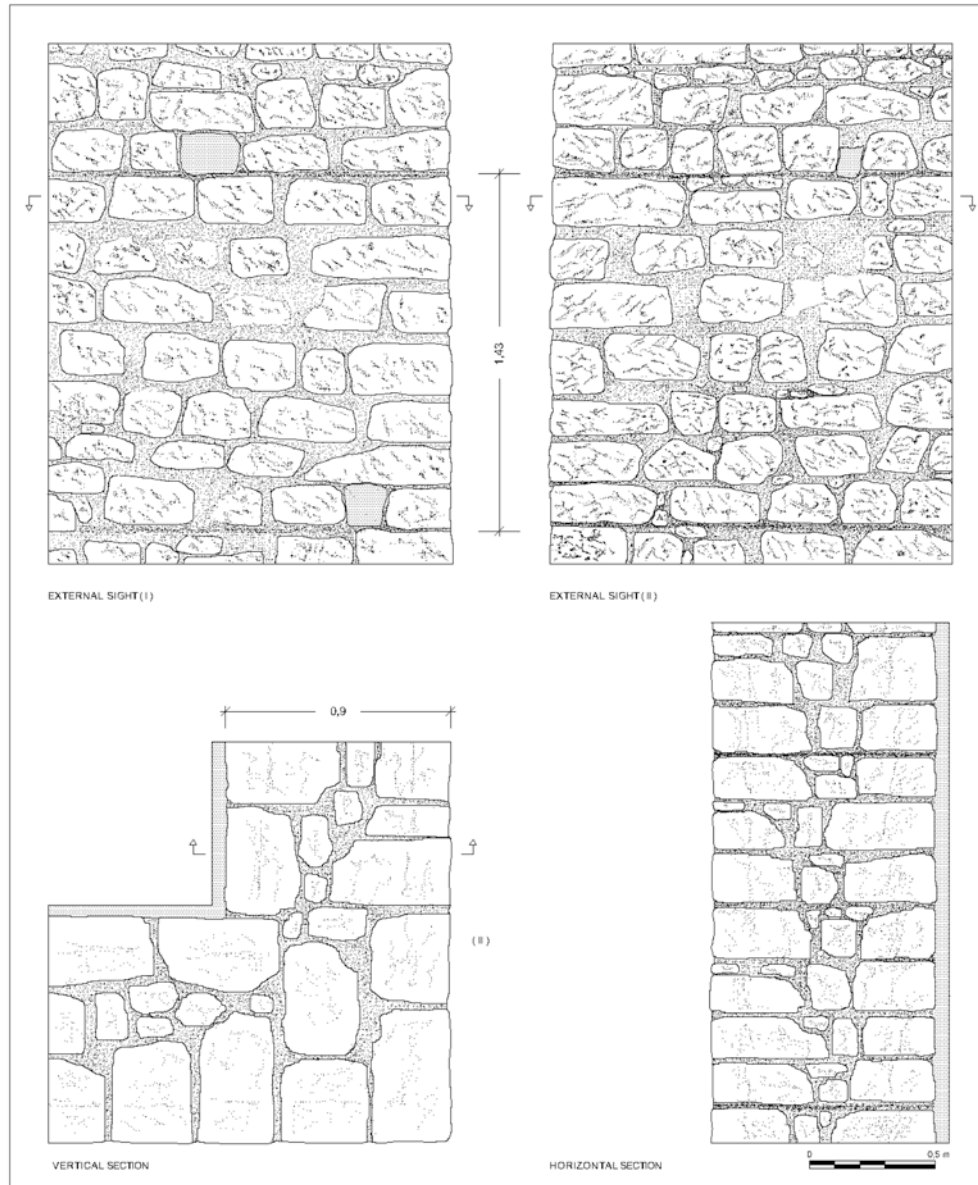 1,43
EXTERNAL SIGHT ( I )
EXTERNAL SIGHT ( II )
0,9
( II )
VERTICAL SECTION
HORIZONTAL SECTION
0 0,5 m